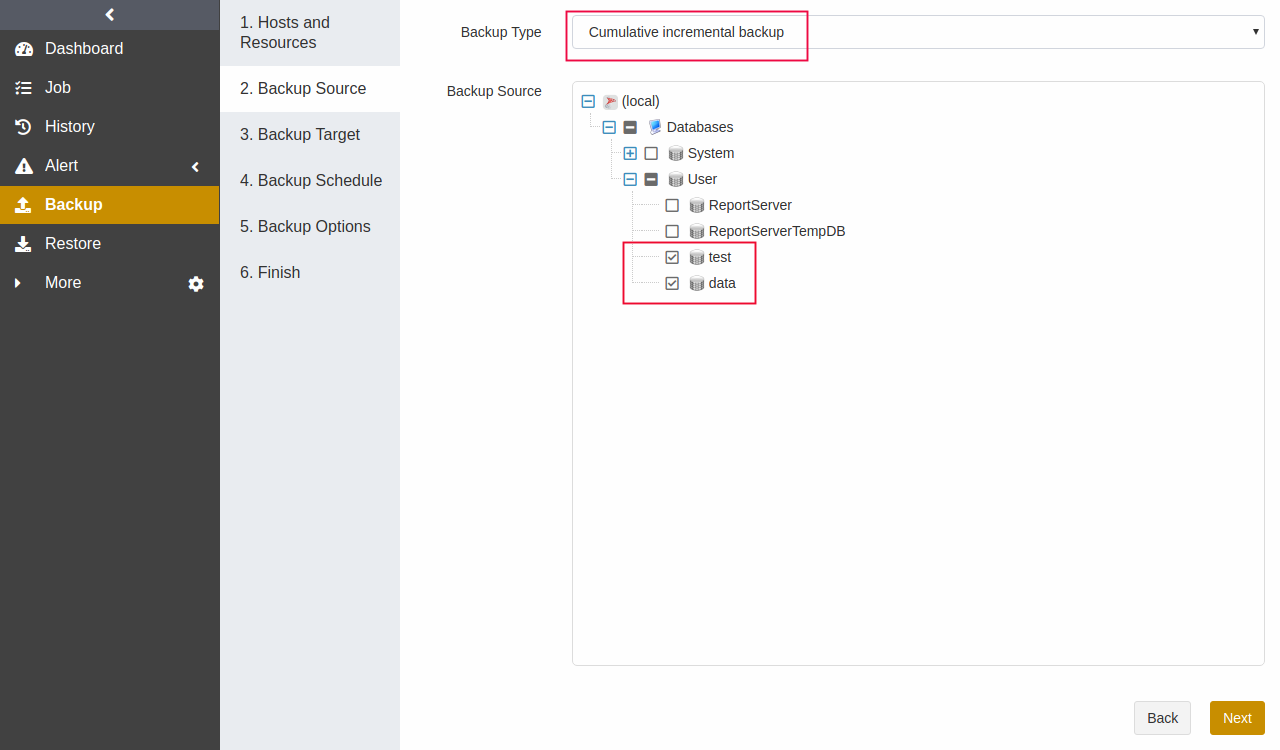 Dashboard
Job
History
Alert
Backup
Restore
More
1. Hosts and
Resources
2. Backup Source
3. Backup Target
4. Backup Schedule
5. Backup Options
6. Finish
Backup Type
Cumulative incremental backup
Backup Source
(local)
Databases
System
User
ReportServer
ReportServerTempDB
test
data
Back
Next